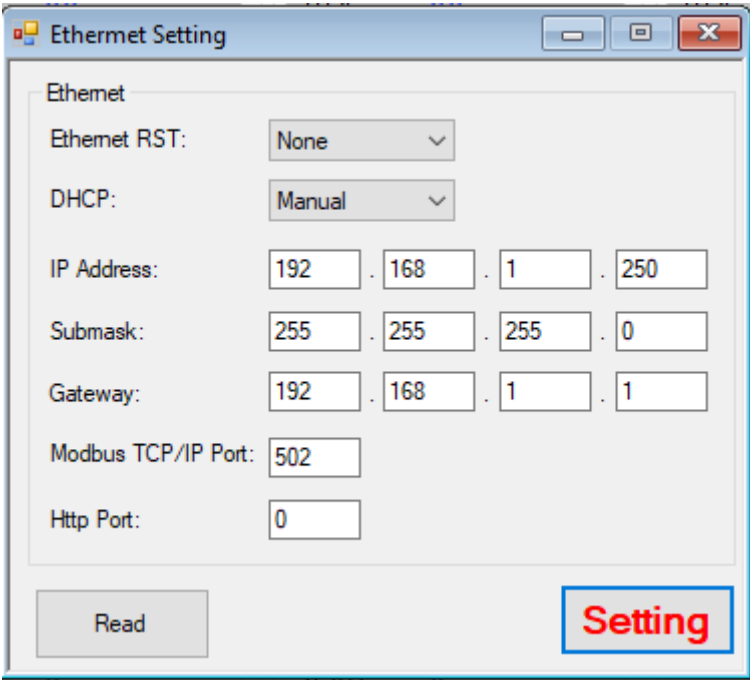 Ethermet Setting
Ethernet
Ethernet RST: None
DHCP: Manual
IP Address: 192 . 168 . 1 . 250
Submask: 255 . 255 . 255 . 0
Gateway: 192 . 168 . 1 . 1
Modbus TCP/IP Port: 502
Http Port: 0
Read Setting